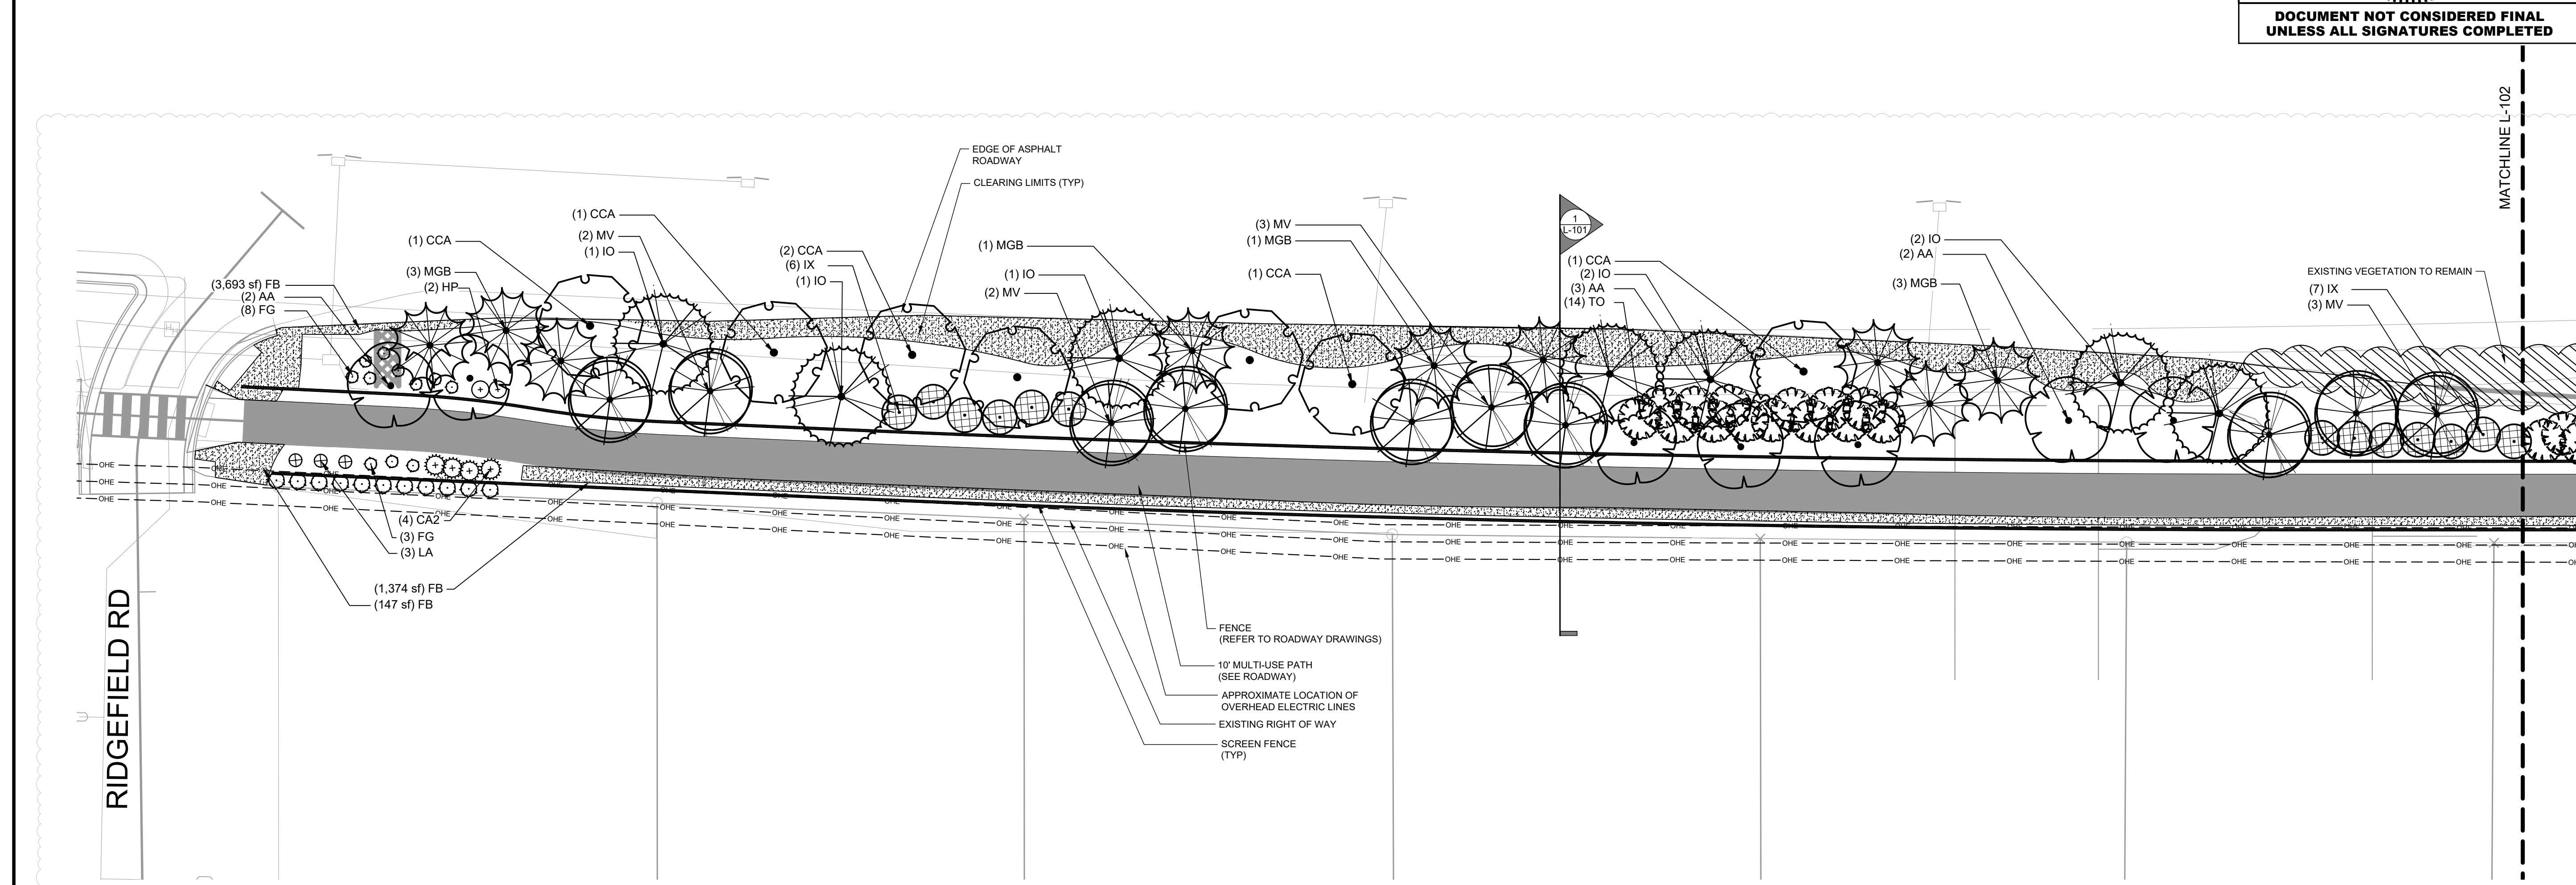 DOCUMENT NOT CONSIDERED FINAL
UNLESS ALL SIGNATURES COMPLETED
MATCHLINE L-102
EDGE OF ASPHALT
ROADWAY
CLEARING LIMITS (TYP)
(1) CCA
(3,693 sf) FB
(2) AA
(8) FG
(3) MGB
(2) HP
(1) CCA
(2) MV
(1) IO
(2) CCA
(6) IX
(1) IO
(1) MGB
(1) IO
(2) MV
(3) MV
(1) MGB
(1) CCA
1
L-101
(1) CCA
(2) IO
(3) AA
(14) TO
(2) IO
(2) AA
(3) MGB
EXISTING VEGETATION TO REMAIN
(7) IX
(3) MV
OHE
OHE
OHE
(4) CA2
(3) FG
(3) LA
(1,374 sf) FB
(147 sf) FB
FENCE
(REFER TO ROADWAY DRAWINGS)
10' MULTI-USE PATH
(SEE ROADWAY)
APPROXIMATE LOCATION OF
OVERHEAD ELECTRIC LINES
EXISTING RIGHT OF WAY
SCREEN FENCE
(TYP)
RIDGEFIELD RD